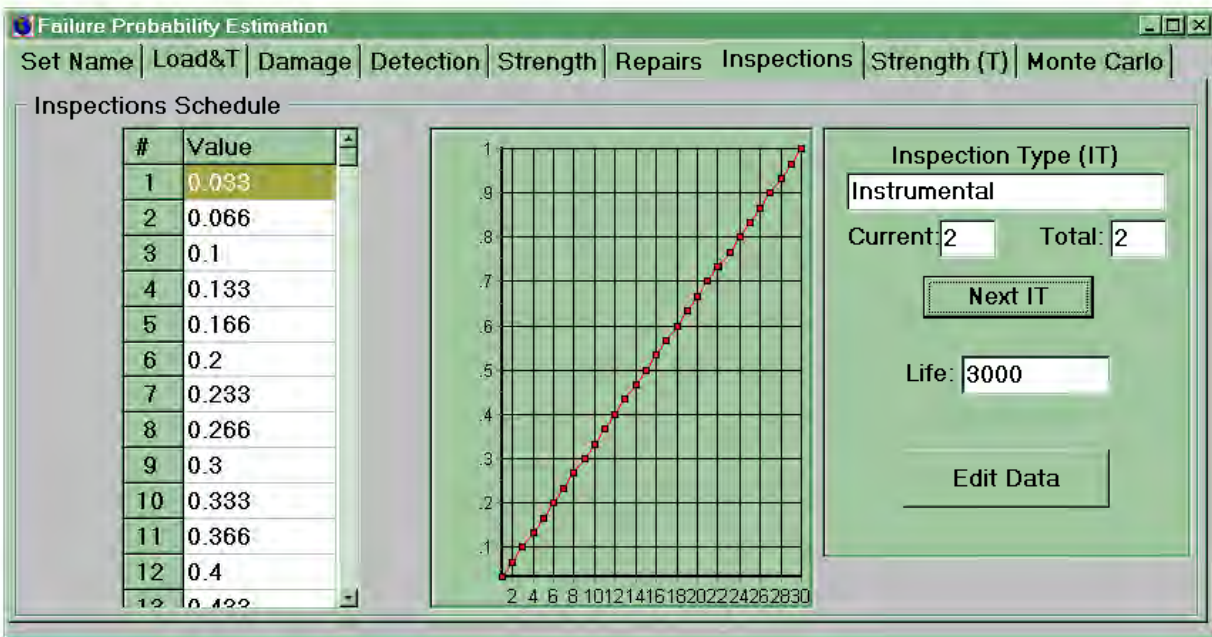 Failure Probability Estimation
Set Name Load&T Damage Detection Strength Repairs Inspections Strength (T) Monte Carlo
Inspections Schedule
# Value
1 0.033
2 0.066
3 0.1
4 0.133
5 0.166
6 0.2
7 0.233
8 0.266
9 0.3
10 0.333
11 0.366
12 0.4
13 0.433
1
.9
.8
.7
.6
.5
.4
.3
.2
.1
2 4 6 8 10 12 14 16 18 20 22 24 26 28 30
Inspection Type (IT)
Instrumental
Current: 2 Total: 2
Next IT
Life: 3000
Edit Data